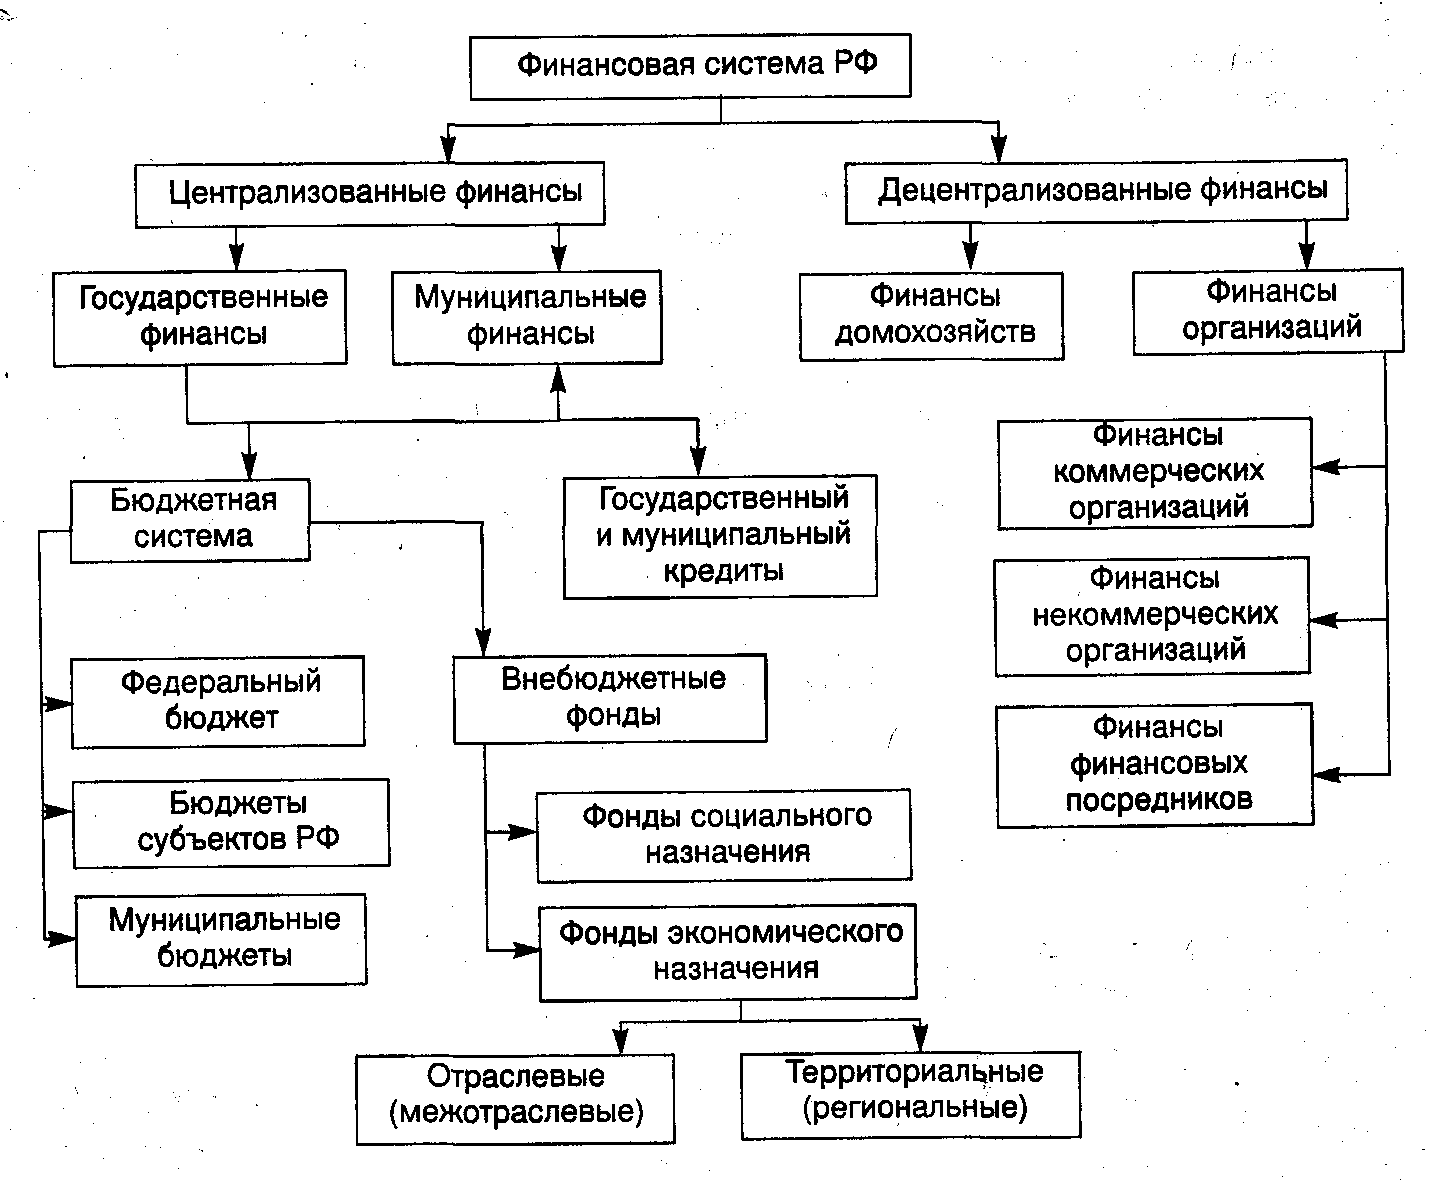 Финансовая система РФ
Централизованные финансы
Децентрализованные финансы
Государственные
финансы
Муниципальные
финансы
Финансы
домохозяйств
Финансы
организаций
Бюджетная
система
Государственный
и муниципальный
кредиты
Финансы
коммерческих
организаций
Финансы
некоммерческих
организаций
Финансы
финансовых
посредников
Федеральный
бюджет
Внебюджетные
фонды
Бюджеты
субъектов РФ
Фонды социального
назначения
Муниципальные
бюджеты
Фонды экономического
назначения
Отраслевые
(межотраслевые)
Территориальные
(региональные)